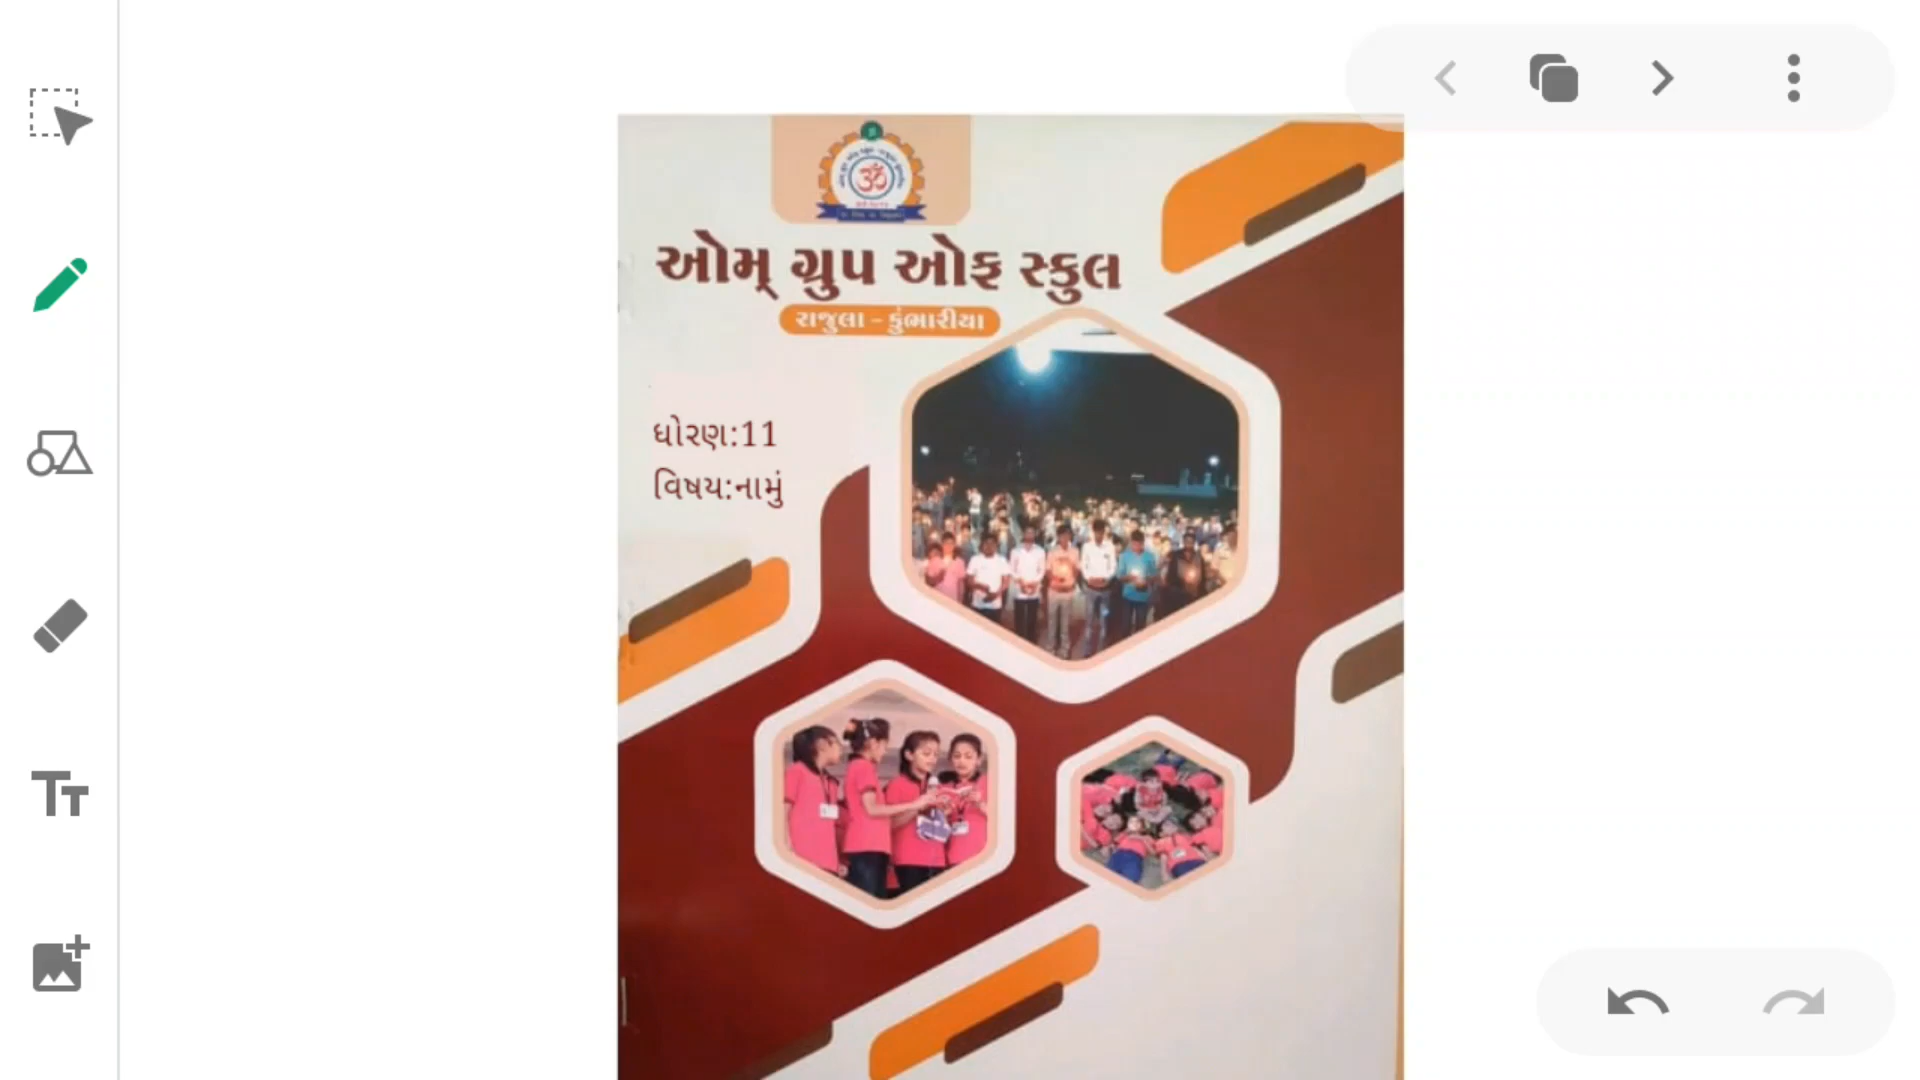 ઓમ્ ગ્રુપ ઓફ સ્કુલ
રાજુલા - કુંભારીયા
ધોરણ:11
વિષય:નામું